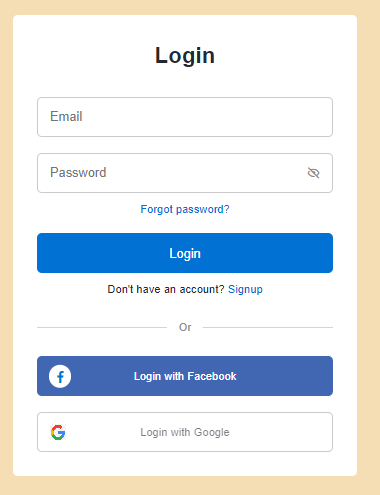 Login
Email
Password
Forgot password?
Login
Don't have an account? Signup
Or
Login with Facebook
Login with Google